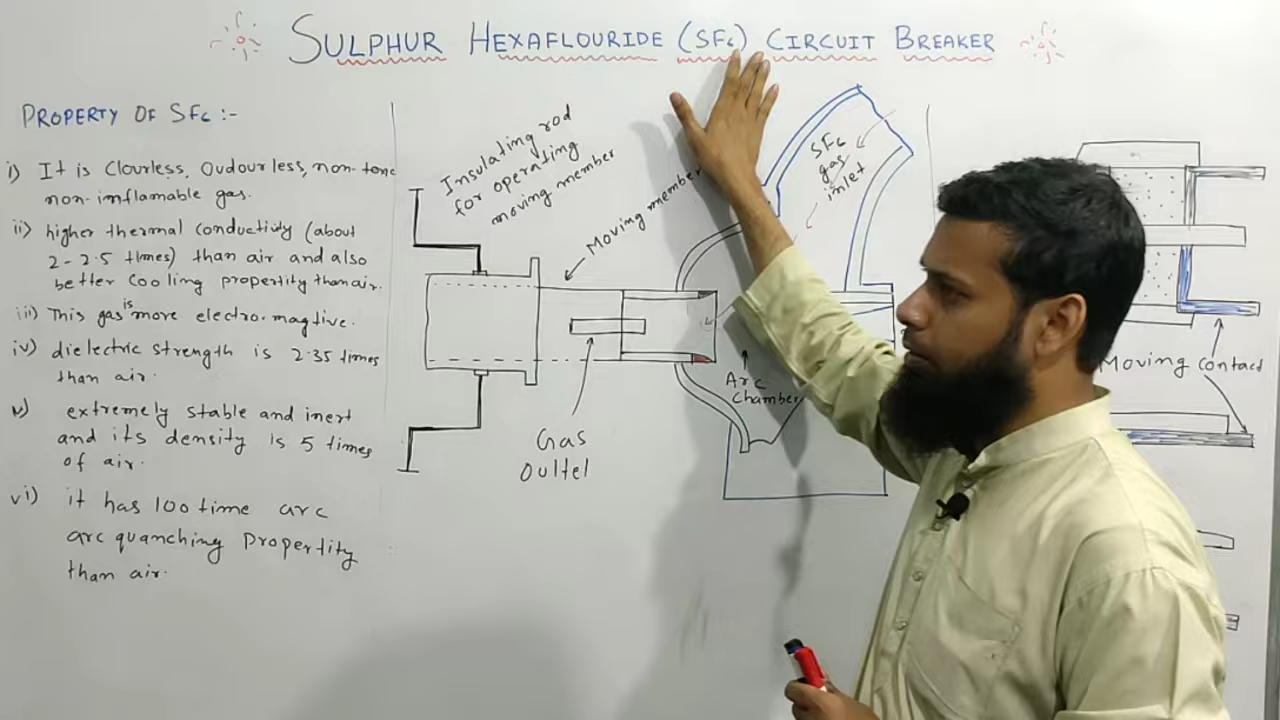 SULPHUR HEXAFLOURIDE (SF6) CIRCUIT BREAKER
PROPERTY OF SF6 :-
i) It is Clourless, Oudourless, non-toxic
non-inflamable gas.
ii) higher thermal conductivity (about
2-2.5 times) than air and also
better cooling propertity than air.
iii) This gas is more electro-magtive.
iv) dielectric strength is 2.35 times
than air.
v) extremely stable and inert
and its density is 5 times
of air.
vi) it has 100 time arc
arc quanching Propertity
than air.
Insulating rod
for operating
moving member
Moving member
SF6
gas
inlet
Arc
Chamber
Gas
Oultel
Moving Contact